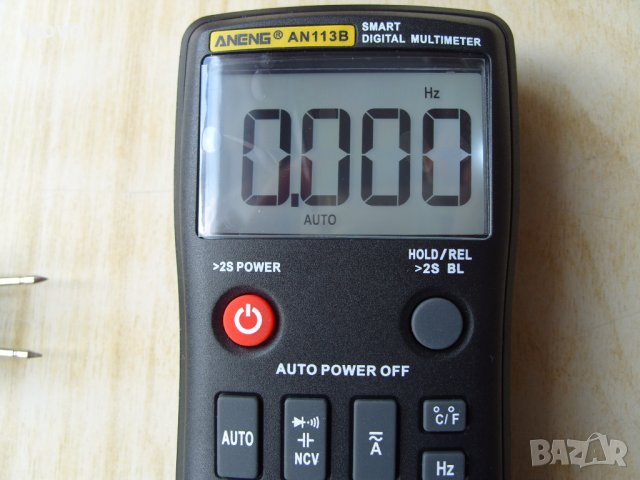 ANENG® AN113B
SMART
DIGITAL MULTIMETER
Hz
0.000
AUTO
>2S POWER
HOLD/REL
>2S BL
AUTO POWER OFF
AUTO
NCV
A
°C/°F
Hz
BAZAR